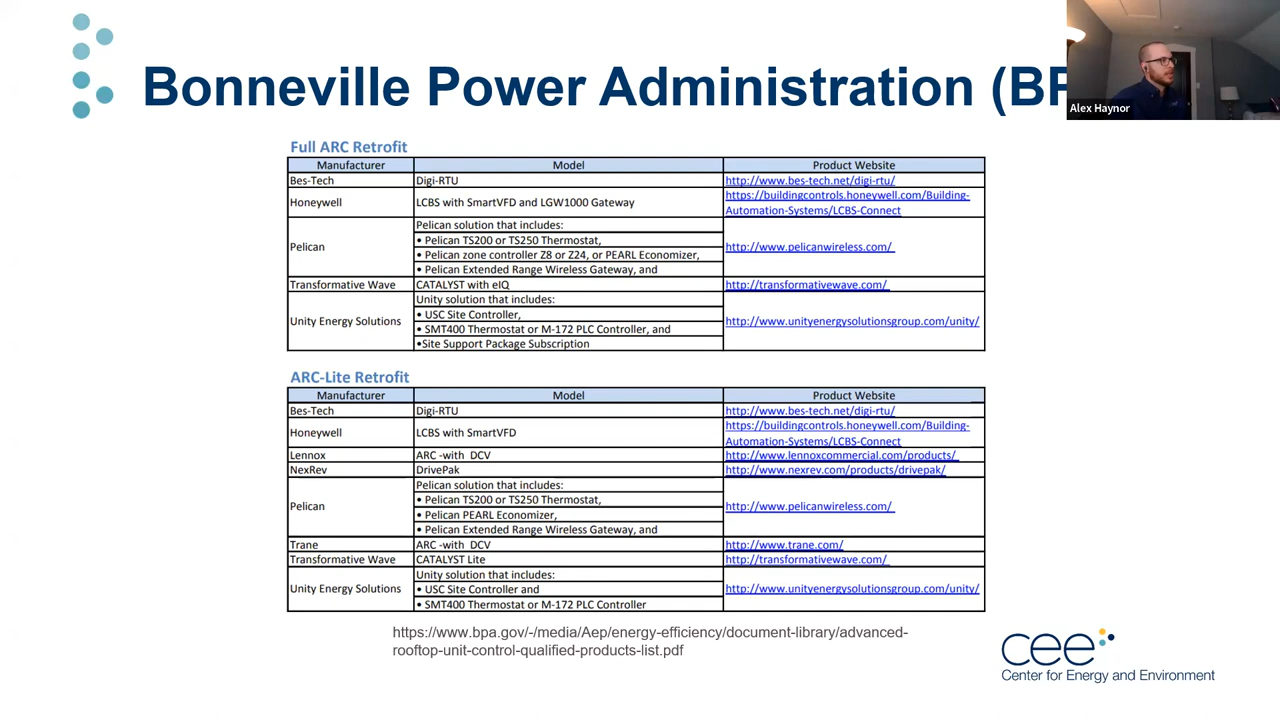 Bonneville Power Administration (BP
Alex Haynor
Full ARC Retrofit
Manufacturer Model Product Website
Bes-Tech Digi-RTU http://www.bes-tech.net/digi-rtu/
Honeywell LCBS with SmartVFD and LGW1000 Gateway https://buildingcontrols.honeywell.com/Building-
Automation-Systems/LCBS-Connect
Pelican Pelican solution that includes: http://www.pelicanwireless.com/
• Pelican TS200 or TS250 Thermostat,
• Pelican zone controller Z8 or Z24, or PEARL Economizer,
• Pelican Extended Range Wireless Gateway, and
Transformative Wave CATALYST with eIQ http://transformativewave.com/
Unity Energy Solutions Unity solution that includes: http://www.unityenergysolutionsgroup.com/unity/
• USC Site Controller,
• SMT400 Thermostat or M-172 PLC Controller, and
•Site Support Package Subscription
ARC-Lite Retrofit
Manufacturer Model Product Website
Bes-Tech Digi-RTU http://www.bes-tech.net/digi-rtu/
Honeywell LCBS with SmartVFD https://buildingcontrols.honeywell.com/Building-
Automation-Systems/LCBS-Connect
Lennox ARC -with DCV http://www.lennoxcommercial.com/products/
NexRev DrivePak http://www.nexrev.com/products/drivepak/
Pelican Pelican solution that includes: http://www.pelicanwireless.com/
• Pelican TS200 or TS250 Thermostat,
• Pelican PEARL Economizer,
• Pelican Extended Range Wireless Gateway, and
Trane ARC -with DCV http://www.trane.com/
Transformative Wave CATALYST Lite http://transformativewave.com/
Unity Energy Solutions Unity solution that includes: http://www.unityenergysolutionsgroup.com/unity/
• USC Site Controller and
• SMT400 Thermostat or M-172 PLC Controller
https://www.bpa.gov/-/media/Aep/energy-efficiency/document-library/advanced-
rooftop-unit-control-qualified-products-list.pdf
cee
Center for Energy and Environment